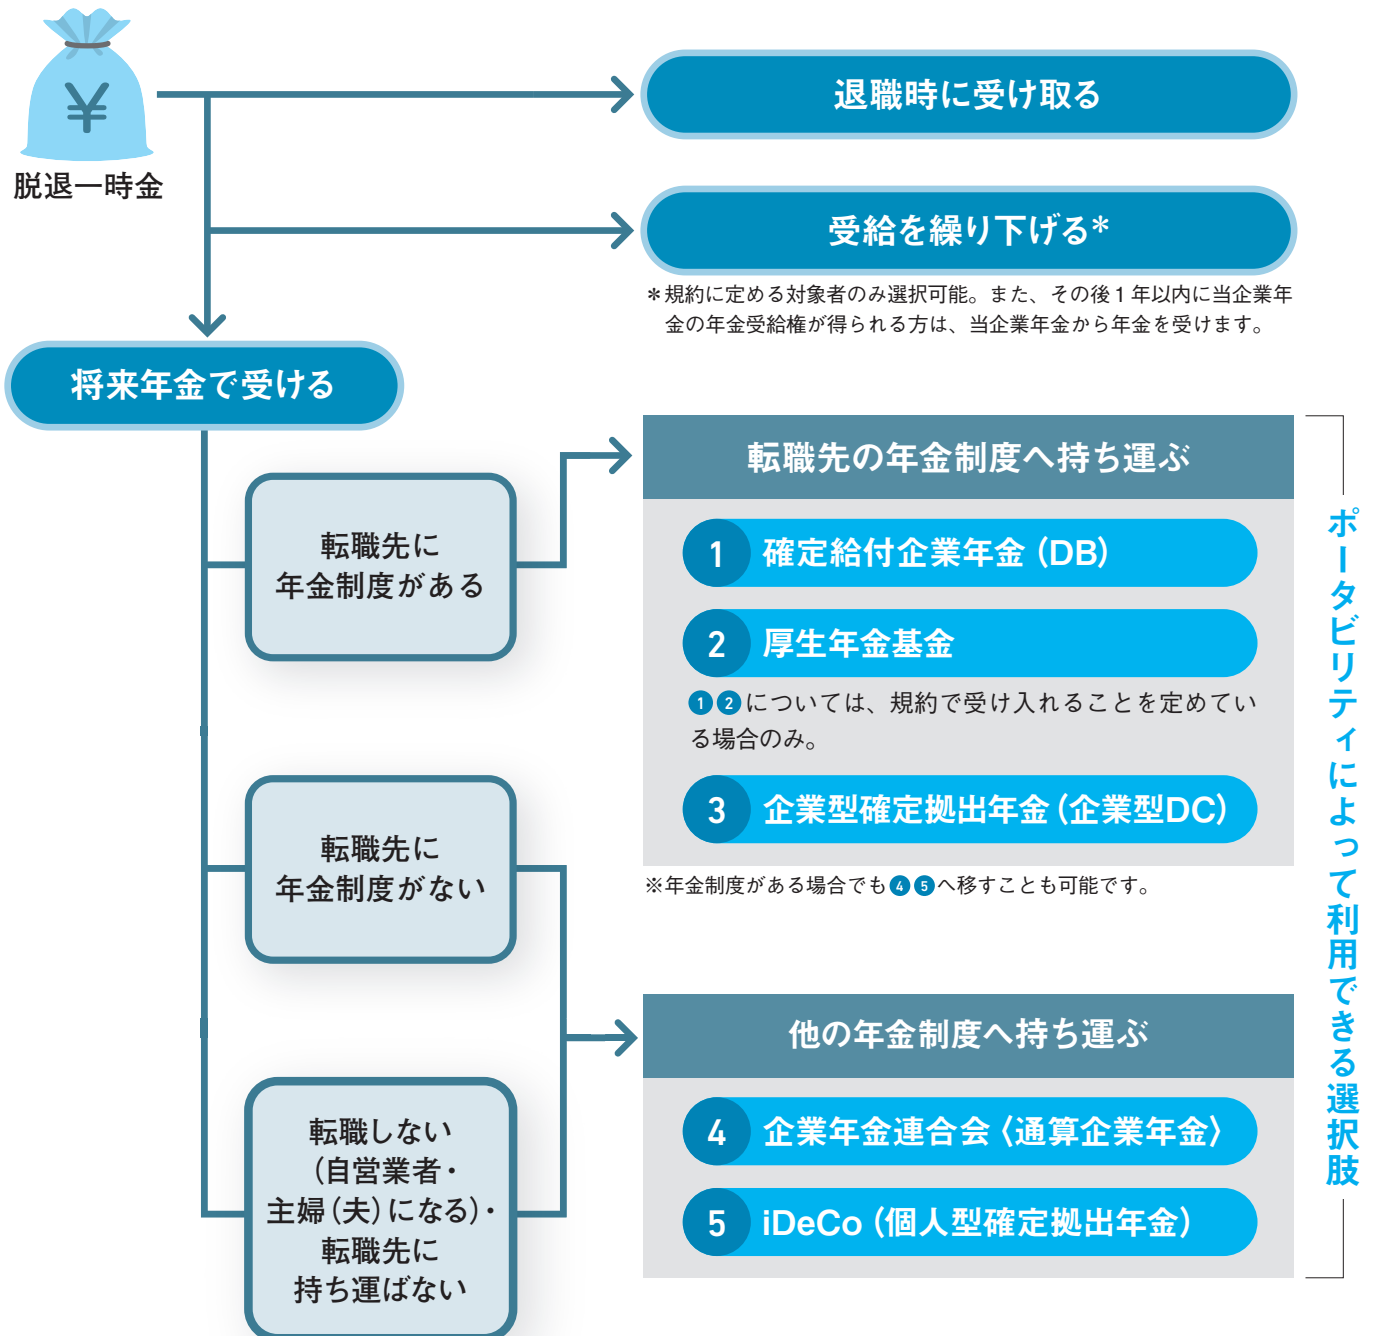 ¥
脱退一時金
退職時に受け取る
受給を繰り下げる*
*規約に定める対象者のみ選択可能。また、その後1年以内に当企業年
金の年金受給権が得られる方は、当企業年金から年金を受けます。
将来年金で受ける
転職先に
年金制度がある
転職先に
年金制度がない
転職しない
(自営業者・
主婦(夫)になる)・
転職先に
持ち運ばない
転職先の年金制度へ持ち運ぶ
1 確定給付企業年金(DB)
2 厚生年金基金
❶❷については、規約で受け入れることを定めてい
る場合のみ。
3 企業型確定拠出年金(企業型DC)
※年金制度がある場合でも❹❺へ移すことも可能です。
他の年金制度へ持ち運ぶ
4 企業年金連合会〈通算企業年金〉
5 iDeCo(個人型確定拠出年金)
ポータビリティによって利用できる選択肢